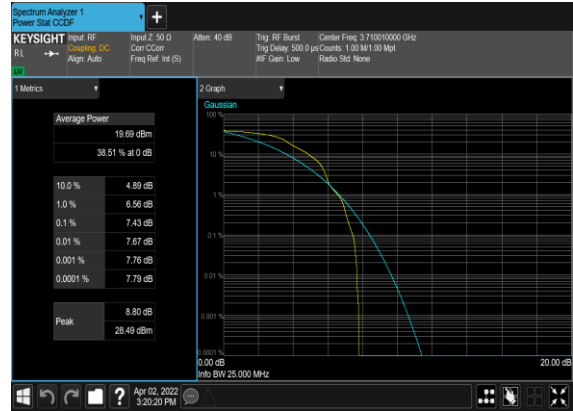 Spectrum Analyzer 1
Power Stat CCDF
KEYSIGHT
R L
Input: RF
Coupling: DC
Align: Auto
Input Z: 50 Ω
Corr CCorr
Freq Ref: Int (S)
Atten: 40 dB
Trig: RF Burst
Trig Delay: 500.0 µs
#IF Gain: Low
Center Freq: 3.710010000 GHz
Counts: 1.00 M/1.00 Mpt
Radio Std: None
1 Metrics
Average Power
19.69 dBm
38.51 % at 0 dB
10.0 % 4.89 dB
1.0 % 6.56 dB
0.1 % 7.43 dB
0.01 % 7.67 dB
0.001 % 7.76 dB
0.0001 % 7.79 dB
Peak
8.80 dB
28.49 dBm
2 Graph
Gaussian
100 %
10 %
1 %
0.1 %
0.01 %
0.001 %
0.0001 %
0.00 dB
20.00 dB
Info BW 25.000 MHz
?
Apr 02, 2022
3:20:20 PM